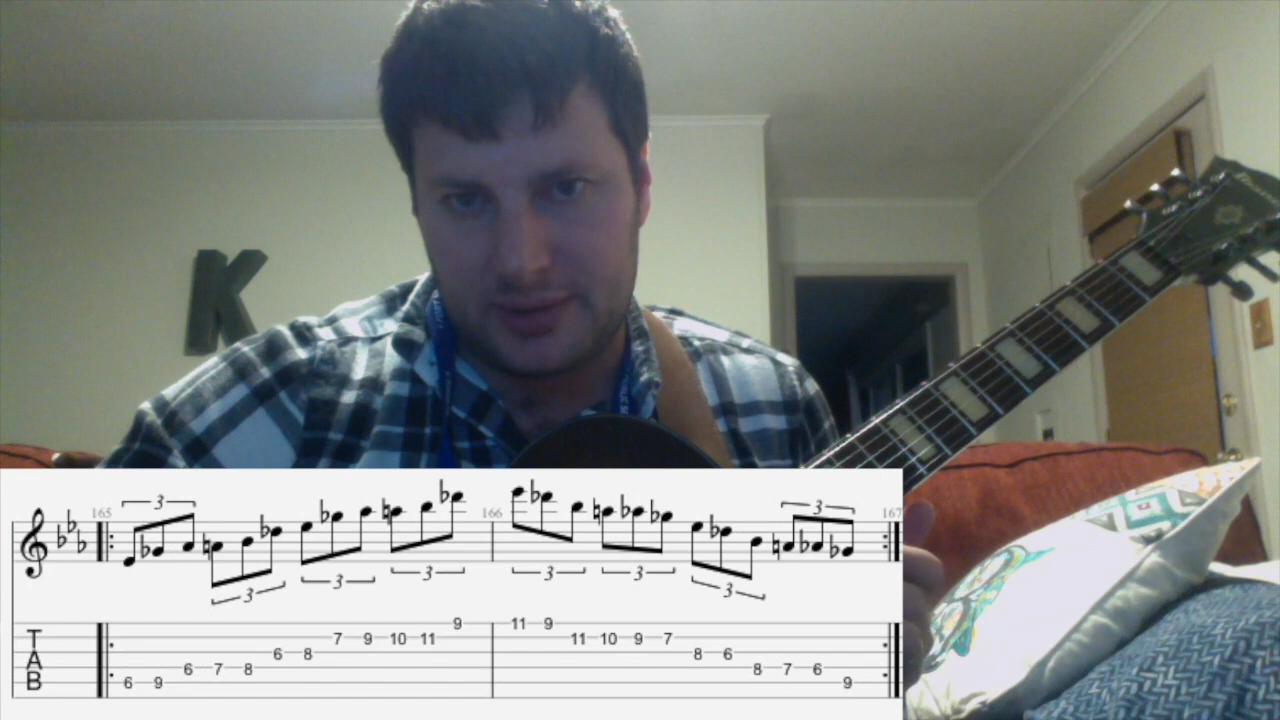 K
165 3 3 3 3 166 3 3 3 3 167
T
A
B
9 11 9
7 9 10 11 11 10 9 7
6 8 8 6
6 7 8 8 7 6
6 9 9